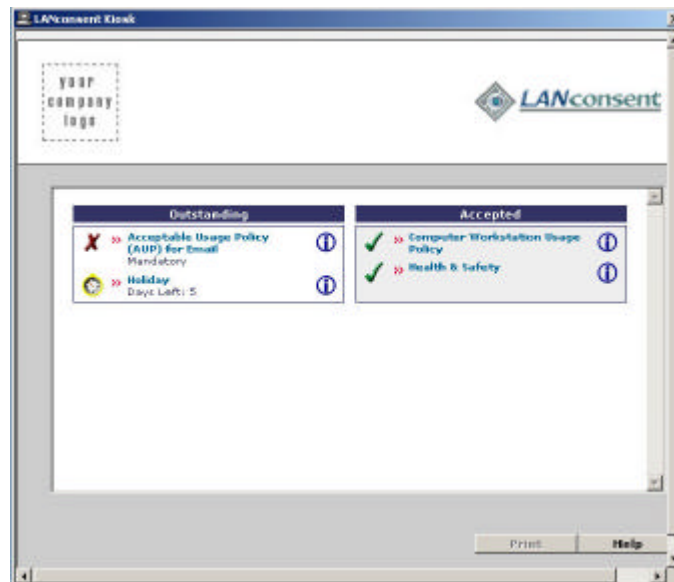 LANconsent Kiosk
your
company
logo
LANconsent
Outstanding
Acceptable Usage Policy
(AUP) for Email
Mandatory
Holiday
Days Left: 5
Accepted
Computer Workstation Usage
Policy
Health & Safety
Print
Help